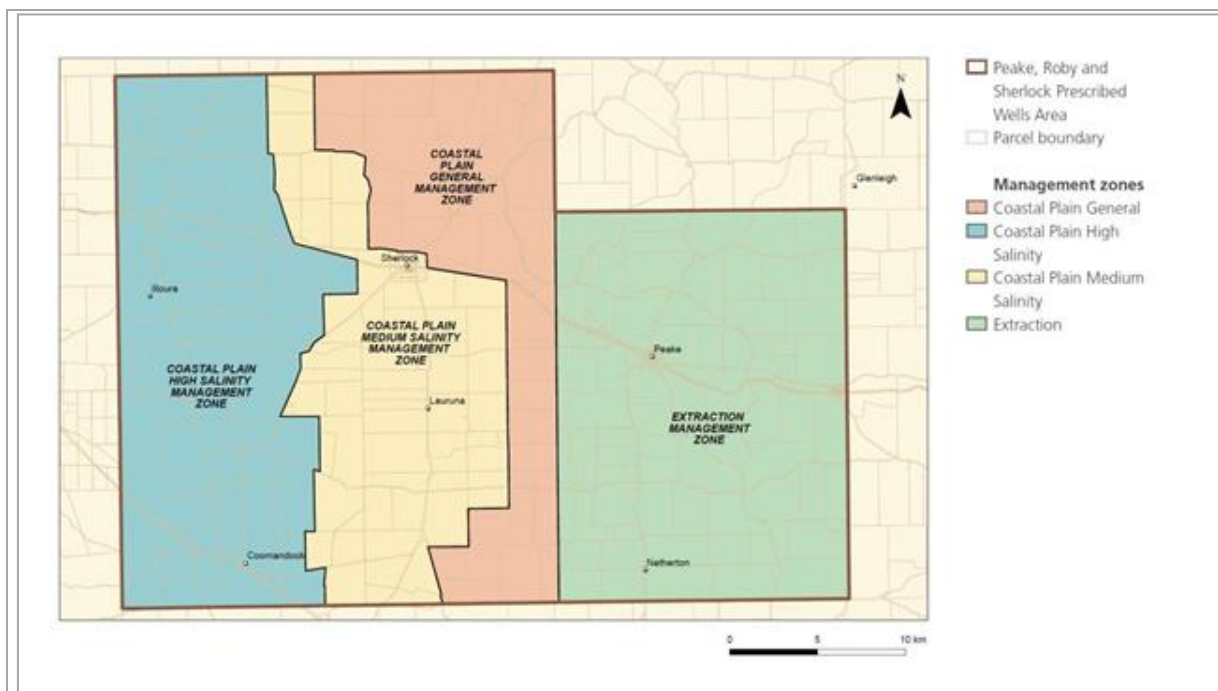 N
Peake, Roby and
Sherlock Prescribed
Wells Area
Parcel boundary
Management zones
Coastal Plain General
Coastal Plain High
Salinity
Coastal Plain Medium
Salinity
Extraction
COASTAL
PLAIN
GENERAL
MANAGEMENT
ZONE
Glenleigh
Sherlock
Roura
COASTAL PLAIN
MEDIUM SALINITY
MANAGEMENT
ZONE
Peake
COASTAL PLAIN
HIGH SALINITY
MANAGEMENT
ZONE
Lauruna
EXTRACTION
MANAGEMENT
ZONE
Coomandook
Netherton
0 5 10 km